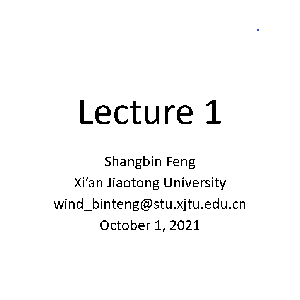 Lecture 1
Shangbin Feng
Xi'an Jiaotong University
wind_binteng@stu.xjtu.edu.cn
October 1, 2021